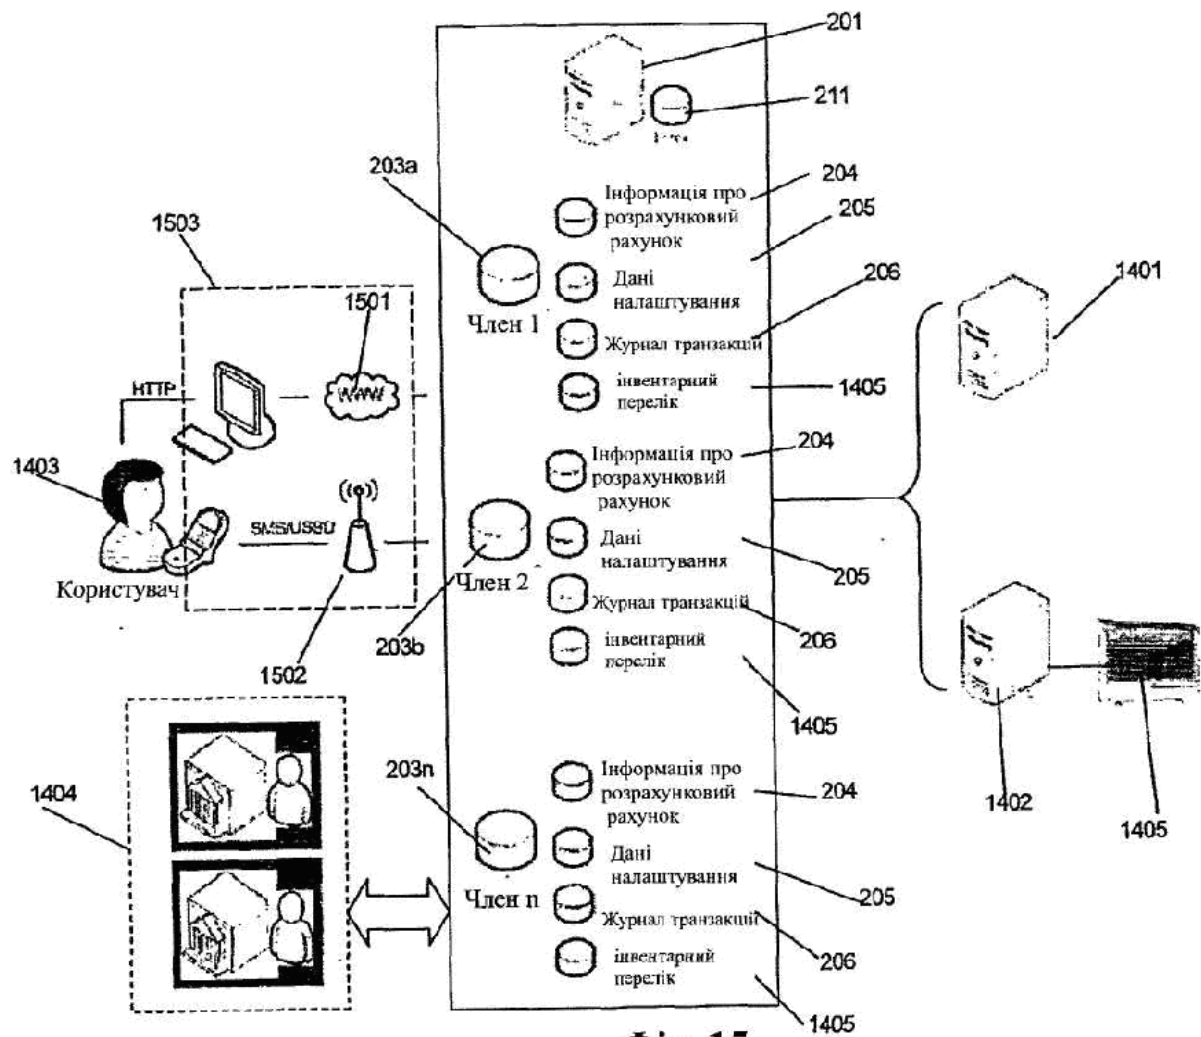 201
211
203a
204
Інформація про
розрахунковий
рахунок
205
1503
Дані
налаштування
206
1401
1501
Член 1
Журнал транзакцій
HTTP
WWW
інвентарний
перелік
1405
204
Інформація про
розрахунковий
рахунок
1403
SMS/USSD
Дані
налаштування
205
Користувач
Член 2
Журнал транзакцій
206
203b
інвентарний
перелік
1502
1405
1402
1405
203n
Інформація про
розрахунковий
рахунок
204
1404
Дані
налаштування
205
Член n
Журнал транзакцій
206
інвентарний
перелік
1405